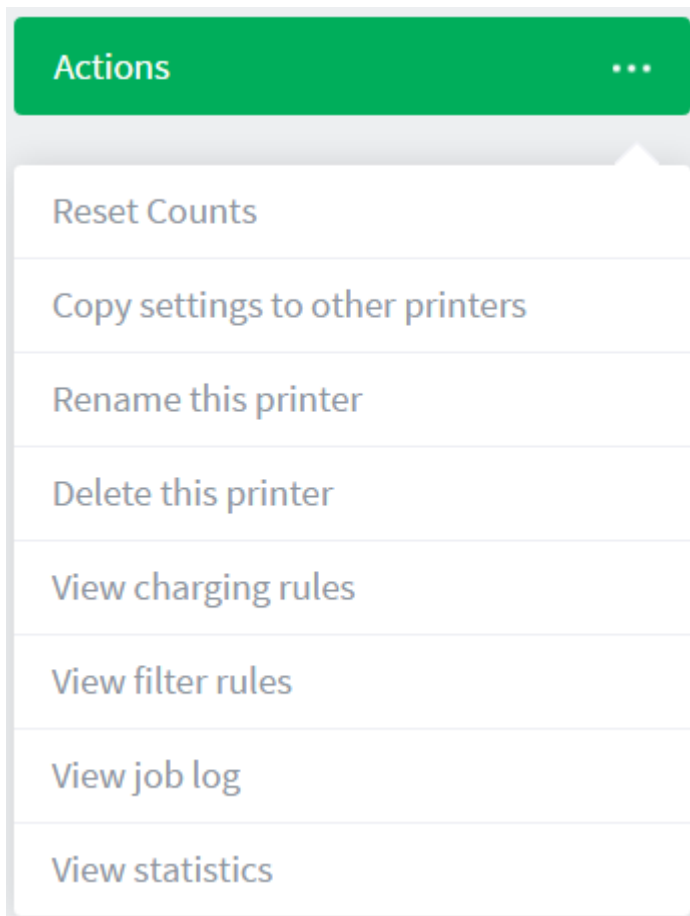 Actions
Reset Counts
Copy settings to other printers
Rename this printer
Delete this printer
View charging rules
View filter rules
View job log
View statistics